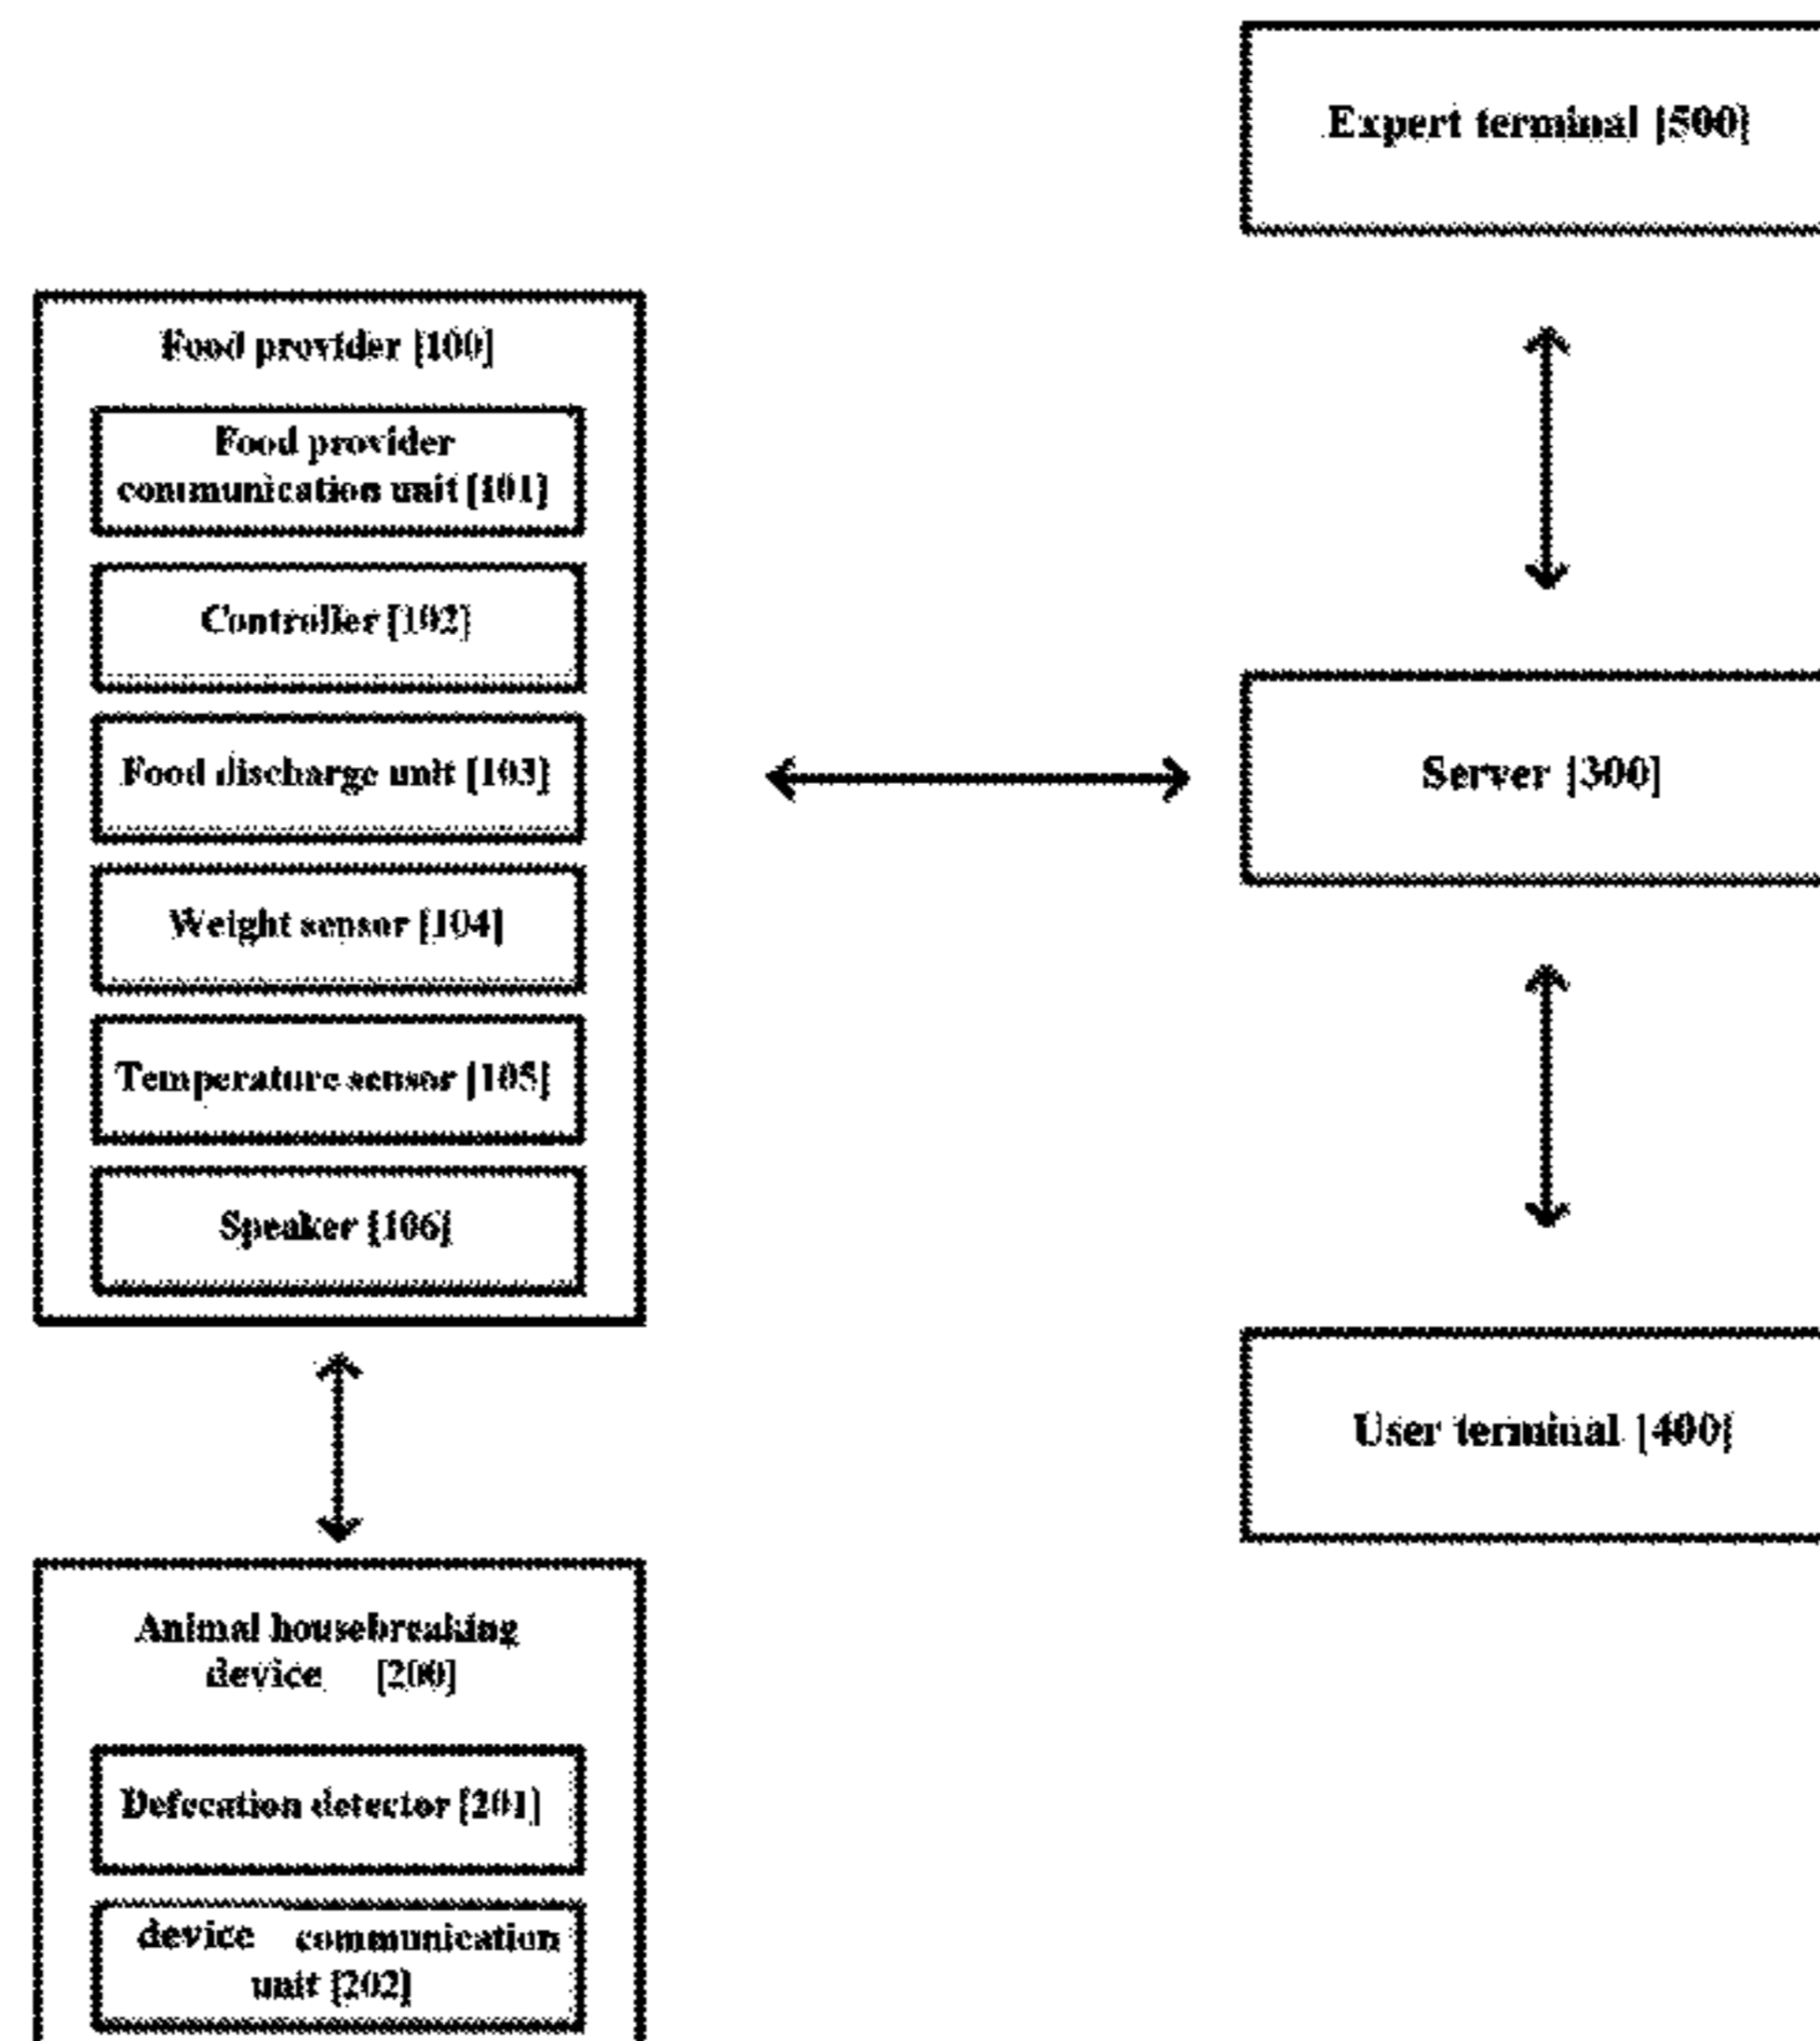 Expert terminal [500]
Food provider [100]
Food provider
communication unit [101]
Controller [102]
Food discharge unit [103]
Server [300]
Weight sensor [104]
Temperature sensor [105]
Speaker [106]
User terminal [400]
Animal housebreaking
device [200]
Defecation detector [201]
device communication
unit [202]